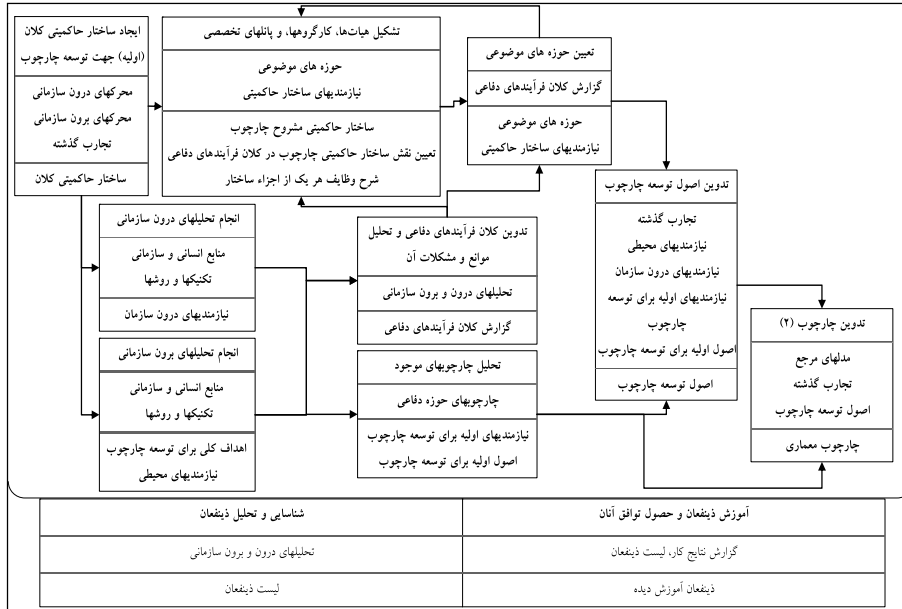 ایجاد ساختار حاکمیتی کلان
(اولیه) جهت توسعه چارچوب
محرکهای درون سازمانی
محرکهای برون سازمانی
تجارب گذشته
ساختار حاکمیتی کلان
تشکیل هیات‌ها، کارگروهها، و پانلهای تخصصی
حوزه های موضوعی
نیازمندیهای ساختار حاکمیتی
ساختار حاکمیتی مشروح چارچوب
تعیین نقش ساختار حاکمیتی چارچوب در کلان فرآیندهای دفاعی
شرح وظایف هر یک از اجزاء ساختار
تعیین حوزه های موضوعی
گزارش کلان فرآیندهای دفاعی
حوزه های موضوعی
نیازمندیهای ساختار حاکمیتی
انجام تحلیلهای درون سازمانی
منابع انسانی و سازمانی
تکنیکها و روشها
نیازمندیهای درون سازمان
انجام تحلیلهای برون سازمانی
منابع انسانی و سازمانی
تکنیکها و روشها
اهداف کلی برای توسعه چارچوب
نیازمندیهای محیطی
تدوین کلان فرآیندهای دفاعی و تحلیل
موانع و مشکلات آن
تحلیلهای درون و برون سازمانی
گزارش کلان فرآیندهای دفاعی
تحلیل چارچوبهای موجود
چارچوبهای حوزه دفاعی
نیازمندیهای اولیه برای توسعه چارچوب
اصول اولیه برای توسعه چارچوب
تدوین اصول توسعه چارچوب
تجارب گذشته
نیازمندیهای محیطی
نیازمندیهای درون سازمان
نیازمندیهای اولیه برای توسعه
چارچوب
اصول اولیه برای توسعه چارچوب
اصول توسعه چارچوب
تدوین چارچوب (۲)
مدلهای مرجع
تجارب گذشته
اصول توسعه چارچوب
چارچوب معماری
آموزش ذینفعان و حصول توافق آنان
شناسایی و تحلیل ذینفعان
گزارش نتایج کار، لیست ذینفعان
تحلیلهای درون و برون سازمانی
ذینفعان آموزش دیده
لیست ذینفعان